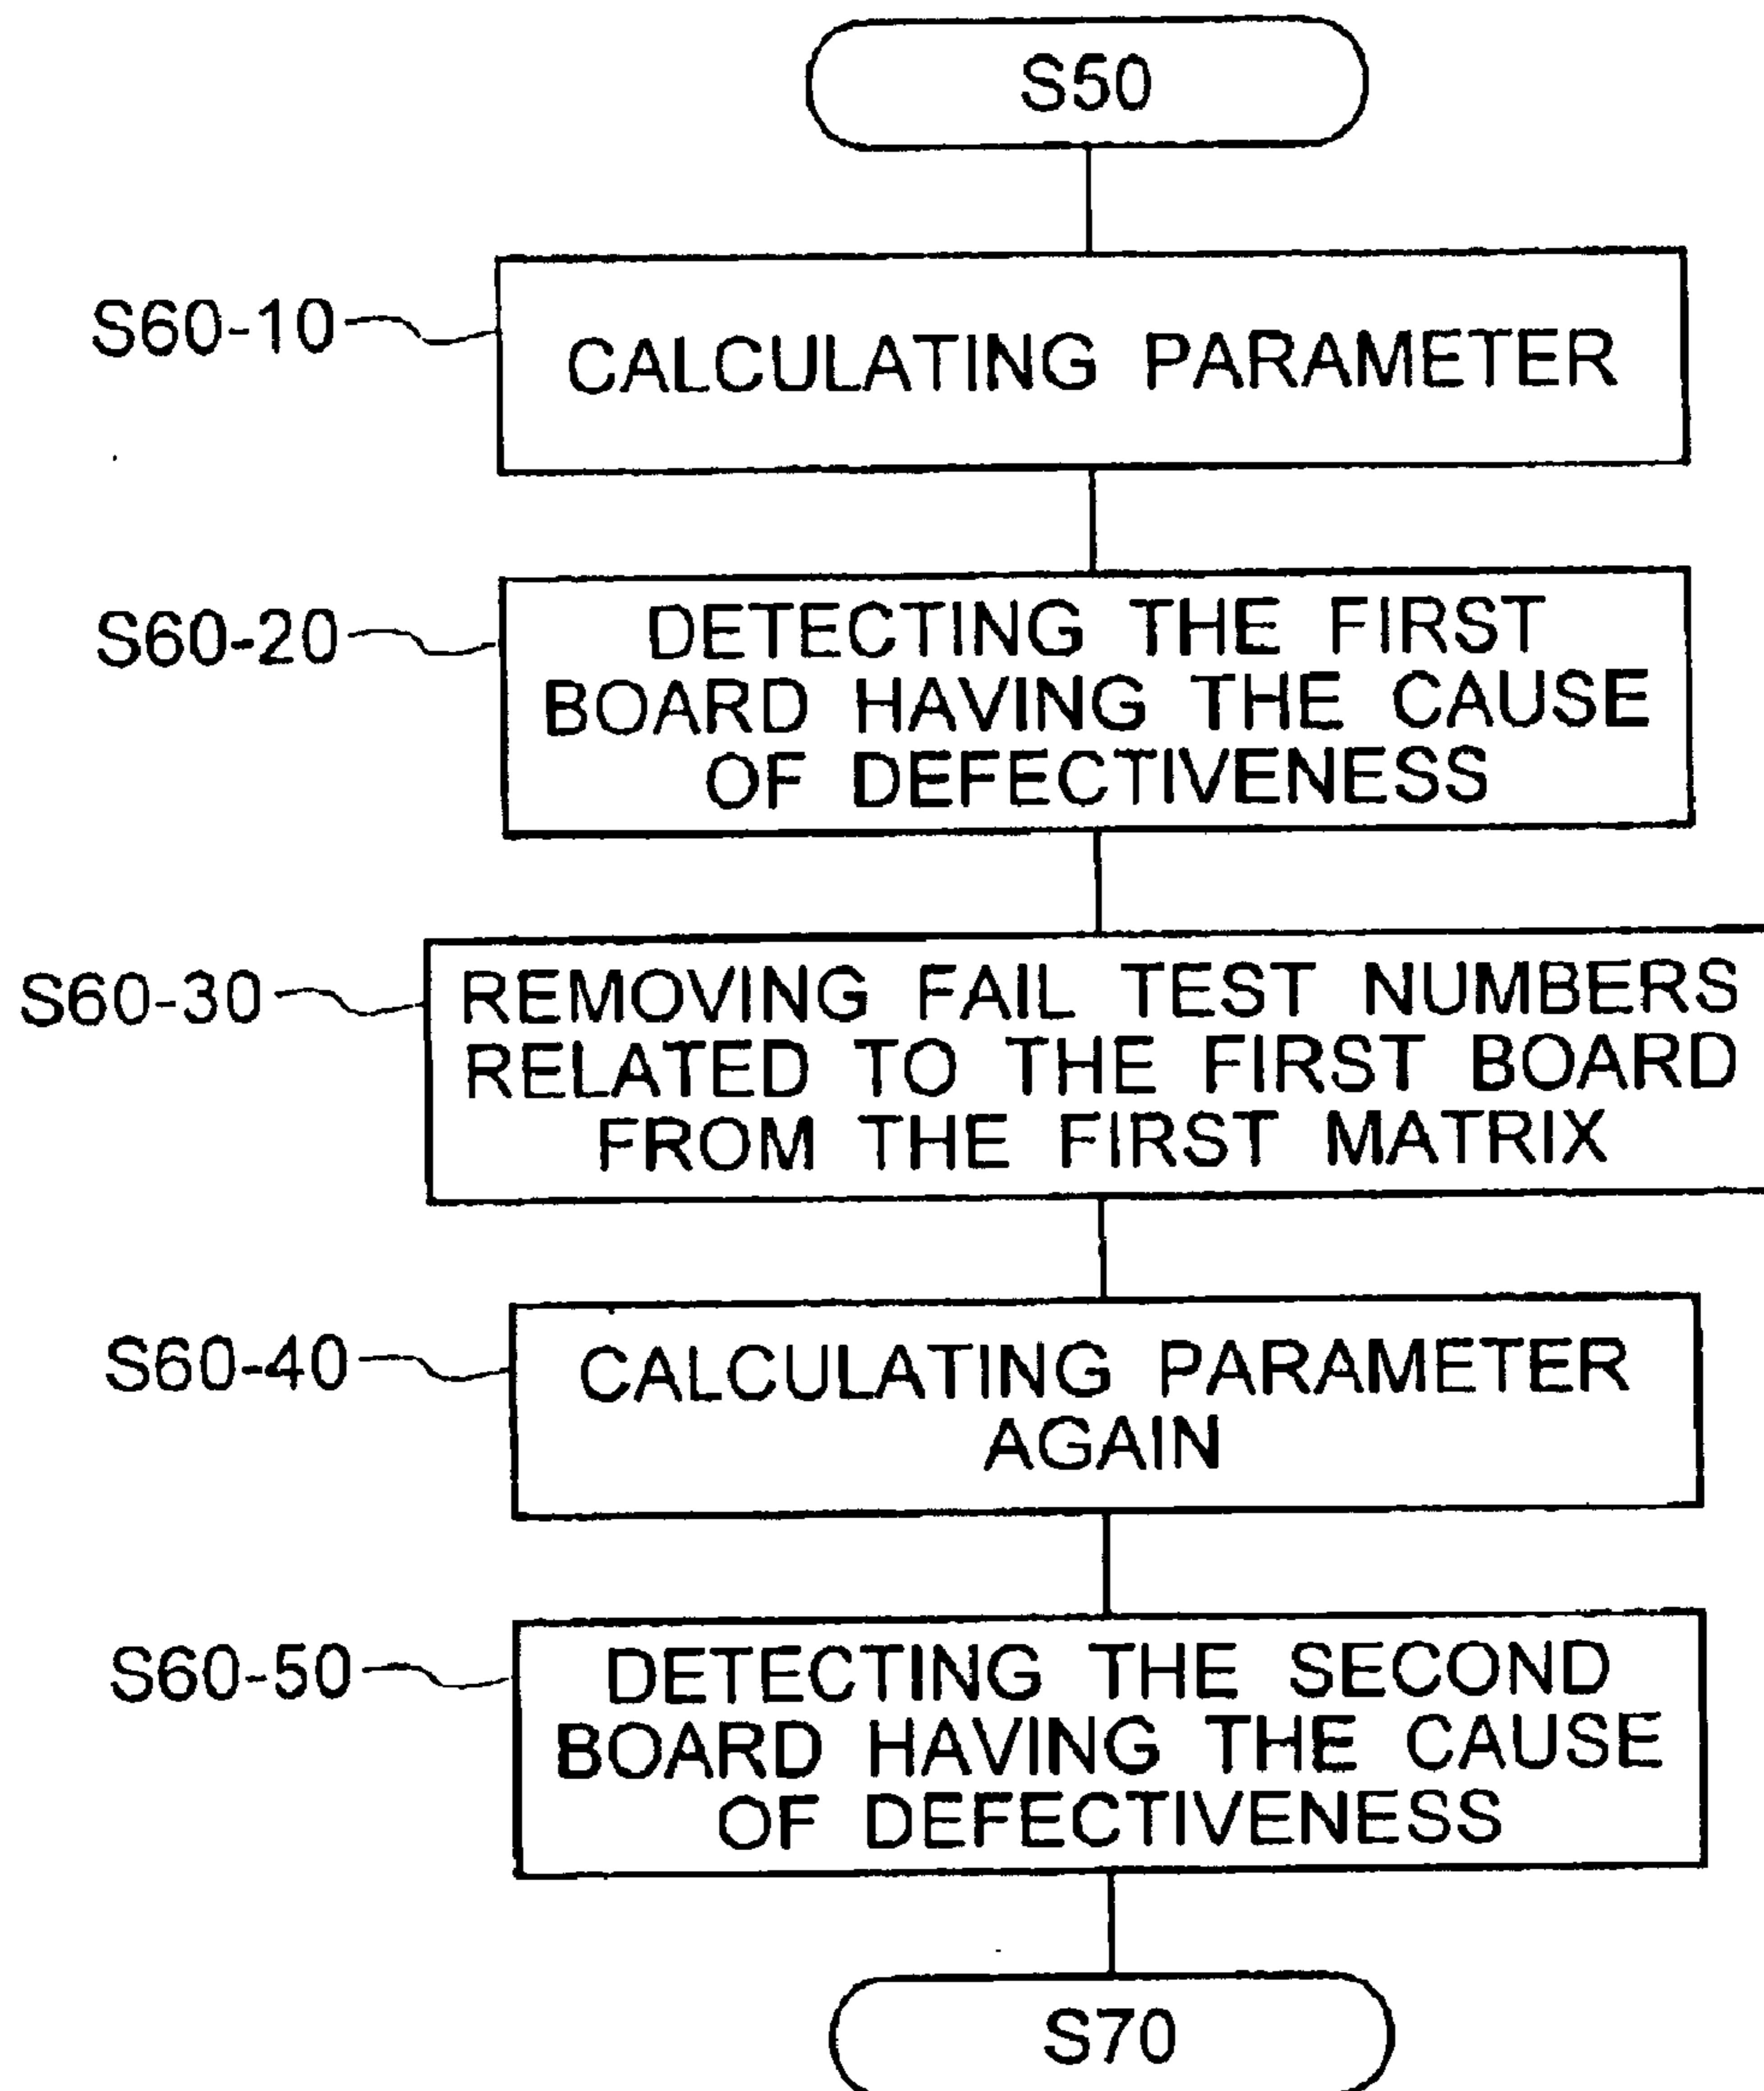 S50
S60-10
CALCULATING PARAMETER
S60-20
DETECTING THE FIRST
BOARD HAVING THE CAUSE
OF DEFECTIVENESS
S60-30
REMOVING FAIL TEST NUMBERS
RELATED TO THE FIRST BOARD
FROM THE FIRST MATRIX
S60-40
CALCULATING PARAMETER
AGAIN
S60-50
DETECTING THE SECOND
BOARD HAVING THE CAUSE
OF DEFECTIVENESS
S70